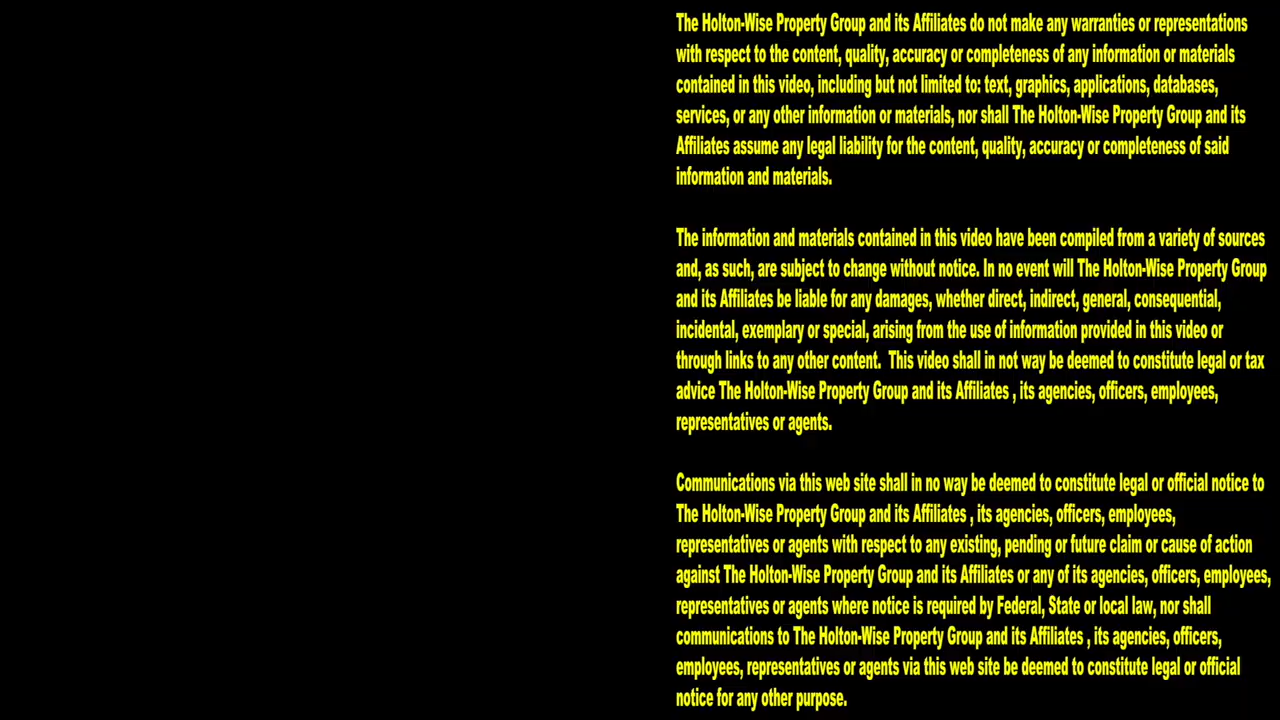 The Holton-Wise Property Group and its Affiliates do not make any warranties or representations
with respect to the content, quality, accuracy or completeness of any information or materials
contained in this video, including but not limited to: text, graphics, applications, databases,
services, or any other information or materials, nor shall The Holton-Wise Property Group and its
Affiliates assume any legal liability for the content, quality, accuracy or completeness of said
information and materials.
The information and materials contained in this video have been compiled from a variety of sources
and, as such, are subject to change without notice. In no event will The Holton-Wise Property Group
and its Affiliates be liable for any damages, whether direct, indirect, general, consequential,
incidental, exemplary or special, arising from the use of information provided in this video or
through links to any other content.  This video shall in not way be deemed to constitute legal or tax
advice The Holton-Wise Property Group and its Affiliates , its agencies, officers, employees,
representatives or agents.
Communications via this web site shall in no way be deemed to constitute legal or official notice to
The Holton-Wise Property Group and its Affiliates , its agencies, officers, employees,
representatives or agents with respect to any existing, pending or future claim or cause of action
against The Holton-Wise Property Group and its Affiliates or any of its agencies, officers, employees,
representatives or agents where notice is required by Federal, State or local law, nor shall
communications to The Holton-Wise Property Group and its Affiliates , its agencies, officers,
employees, representatives or agents via this web site be deemed to constitute legal or official
notice for any other purpose.